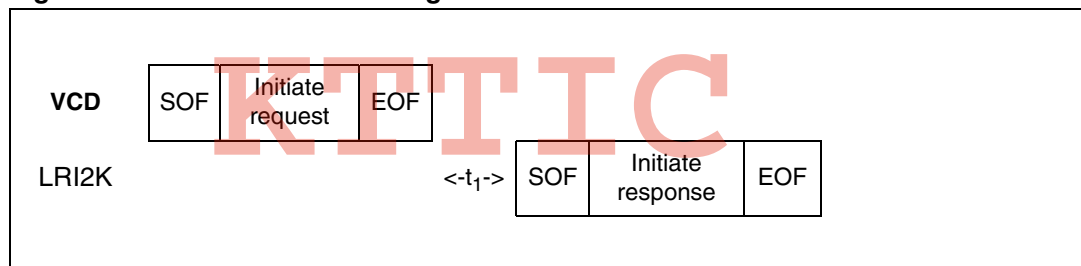 VCD SOF Initiate request EOF
LRI2K <-t1-> SOF Initiate response EOF
KTTIC